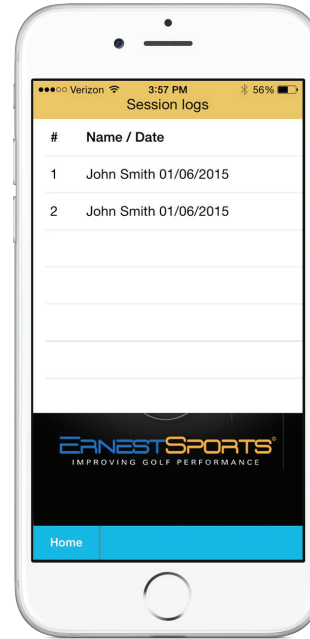 Verizon 3:57 PM 56%
Session logs
# Name / Date
1 John Smith 01/06/2015
2 John Smith 01/06/2015
ERNESTSPORTS®
IMPROVING GOLF PERFORMANCE
Home